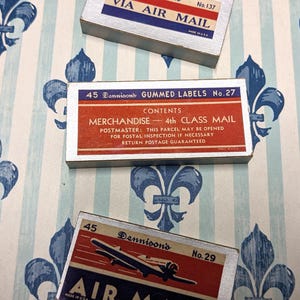 No. 137
VIA AIR MAIL
45 Dennison's GUMMED LABELS No. 27
CONTENTS
MERCHANDISE — 4th CLASS MAIL
POSTMASTER: THIS PARCEL MAY BE OPENED
FOR POSTAL INSPECTION IF NECESSARY
RETURN POSTAGE GUARANTEED
45 Dennison's No. 29
AIR